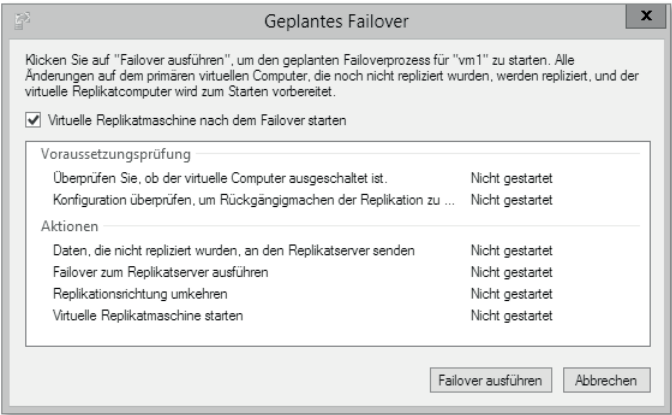 Geplantes Failover
x
Klicken Sie auf "Failover ausführen", um den geplanten Failoverprozess für "vm1" zu starten. Alle
Änderungen auf dem primären virtuellen Computer, die noch nicht repliziert wurden, werden repliziert, und der
virtuelle Replikatcomputer wird zum Starten vorbereitet.
Virtuelle Replikatmaschine nach dem Failover starten
Voraussetzungsprüfung
Überprüfen Sie, ob der virtuelle Computer ausgeschaltet ist. Nicht gestartet
Konfiguration überprüfen, um Rückgängigmachen der Replikation zu ... Nicht gestartet
Aktionen
Daten, die nicht repliziert wurden, an den Replikatserver senden Nicht gestartet
Failover zum Replikatserver ausführen Nicht gestartet
Replikationsrichtung umkehren Nicht gestartet
Virtuelle Replikatmaschine starten Nicht gestartet
Failover ausführen Abbrechen